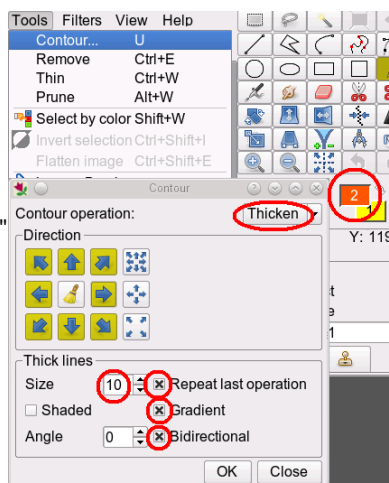 Tools Filters View Help
Contour... U
Remove Ctrl+E
Thin Ctrl+W
Prune Alt+W
Select by color Shift+W
Invert selection Ctrl+Shift+I
Flatten image Ctrl+Shift+E
Contour
Contour operation: Thicken
Direction
Thick lines
Size 10 Repeat last operation
Shaded Gradient
Angle 0 Bidirectional
OK Close
2
1
Y: 119
1